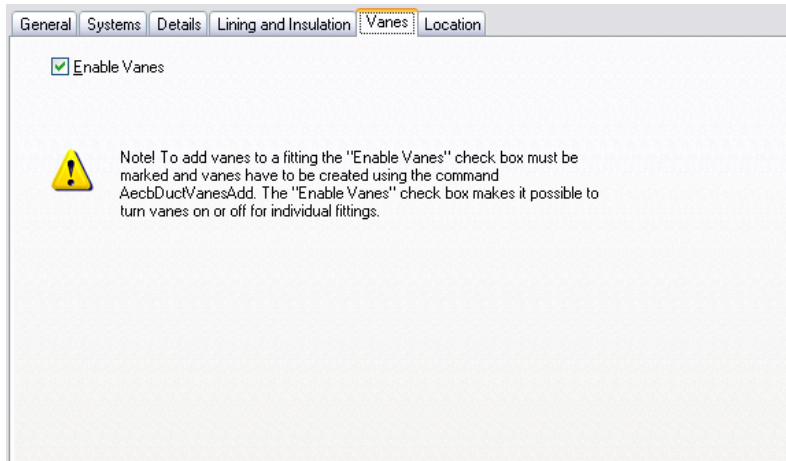 General Systems Details Lining and Insulation Vanes Location
Enable Vanes
Note! To add vanes to a fitting the "Enable Vanes" check box must be
marked and vanes have to be created using the command
AecbDuctVanesAdd. The "Enable Vanes" check box makes it possible to
turn vanes on or off for individual fittings.